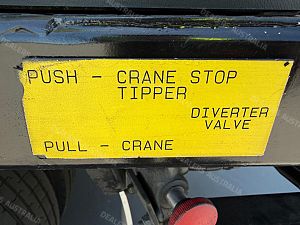 PUSH - CRANE STOP
TIPPER
DIVERTER
VALVE
PULL - CRANE